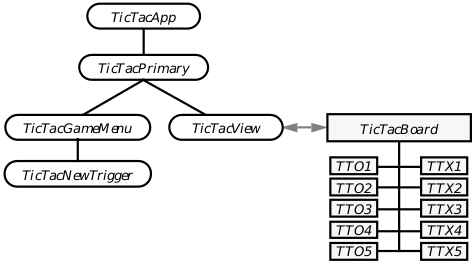 TicTacApp
TicTacPrimary
TicTacGameMenu
TicTacView
TicTacBoard
TicTacNewTrigger
TTO1 TTX1
TTO2 TTX2
TTO3 TTX3
TTO4 TTX4
TTO5 TTX5